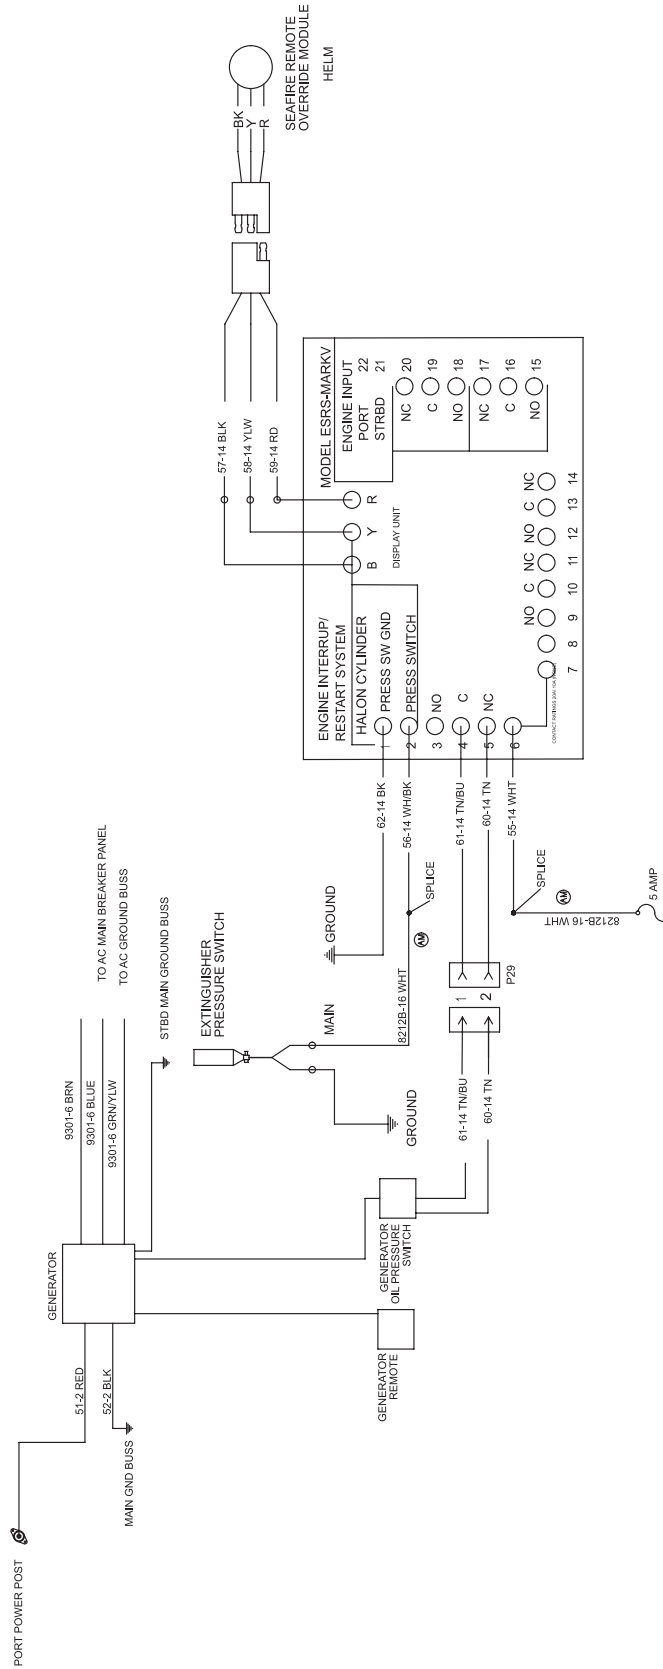 PORT POWER POST
51-2 RED
52-2 BLK
MAIN GND BUSS
GENERATOR
9301-6 BRN
9301-6 BLUE
9301-6 GRN/YLW
TO AC MAIN BREAKER PANEL
TO AC GROUND BUSS
STBD MAIN GROUND BUSS
EXTINGUISHER
PRESSURE SWITCH
MAIN
GROUND
GROUND
8212B-16 WHT
AM
SPLICE
GENERATOR
REMOTE
GENERATOR
OIL PRESSURE
SWITCH
61-14 TN/BU
60-14 TN
1
2
P29
62-14 BK
56-14 WH/BK
61-14 TN/BU
60-14 TN
55-14 WHT
SPLICE
AM
8212B-16 WHT
5 AMP
ENGINE INTERRUP/
RESTART SYSTEM
HALON CYLINDER
1 PRESS SW GND
2 PRESS SWITCH
3 NO
4 C
5 NC
6
CONTACT RATINGS
7
8
9 NO
10 C
11 NC
12 NO
13 C
14 NC
B
Y
R
DISPLAY UNIT
MODEL ESRS-MARKV
ENGINE INPUT
PORT 22
STRBD 21
NC 20
C 19
NO 18
NC 17
C 16
NO 15
57-14 BLK
58-14 YLW
59-14 RD
BK
Y
R
SEAFIRE REMOTE
OVERRIDE MODULE
HELM